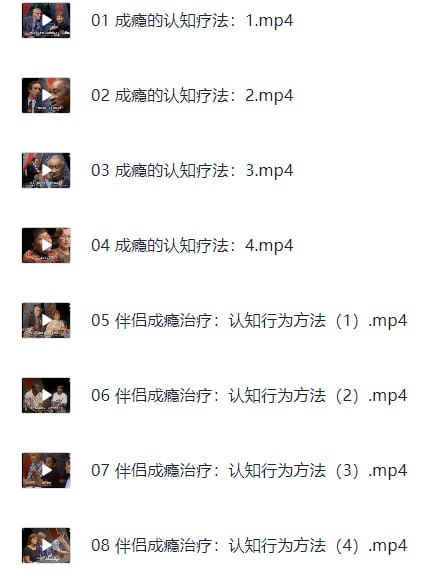 01 成瘾的认知疗法：1.mp4
02 成瘾的认知疗法：2.mp4
03 成瘾的认知疗法：3.mp4
04 成瘾的认知疗法：4.mp4
05 伴侣成瘾治疗：认知行为方法（1）.mp4
06 伴侣成瘾治疗：认知行为方法（2）.mp4
07 伴侣成瘾治疗：认知行为方法（3）.mp4
08 伴侣成瘾治疗：认知行为方法（4）.mp4